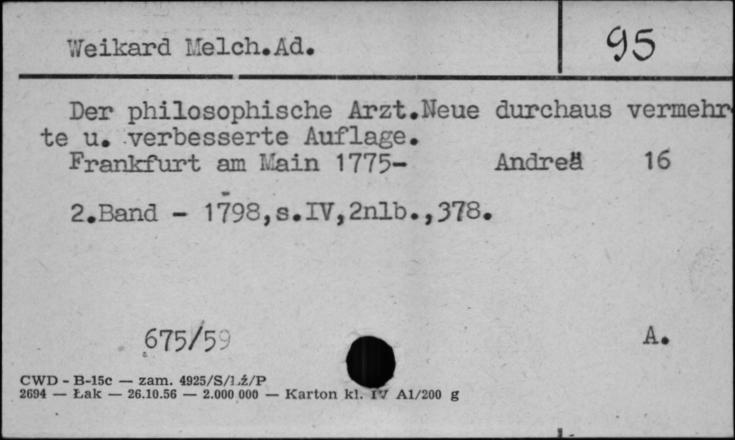 Weikard Melch.Ad.
95
Der philosophische Arzt.Neue durchaus vermehr-
te u. verbesserte Auflage.
Frankfurt am Main 1775- Andreä 16
2.Band - 1798,s.IV,2nlb.,378.
675/59 A.
CWD - B-15c — zam. 4925/S/Lź/P
2694 — Łak — 26.10.56 — 2.000 000 — Karton kl. IV A1/200 g